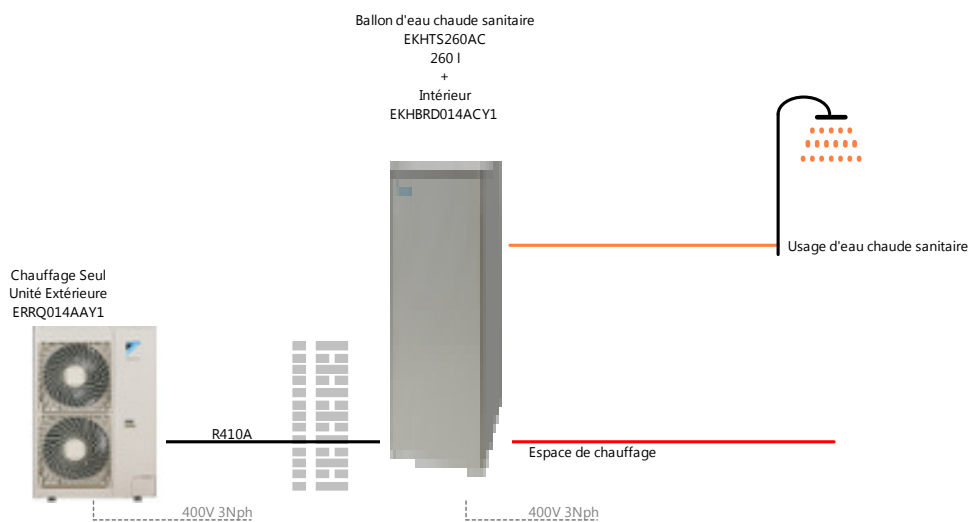 Ballon d'eau chaude sanitaire
EKHTS260AC
260 l
+
Intérieur
EKHBRD014ACY1
Usage d'eau chaude sanitaire
Chauffage Seul
Unité Extérieure
ERRQ014AAY1
R410A
Espace de chauffage
400V 3Nph
400V 3Nph